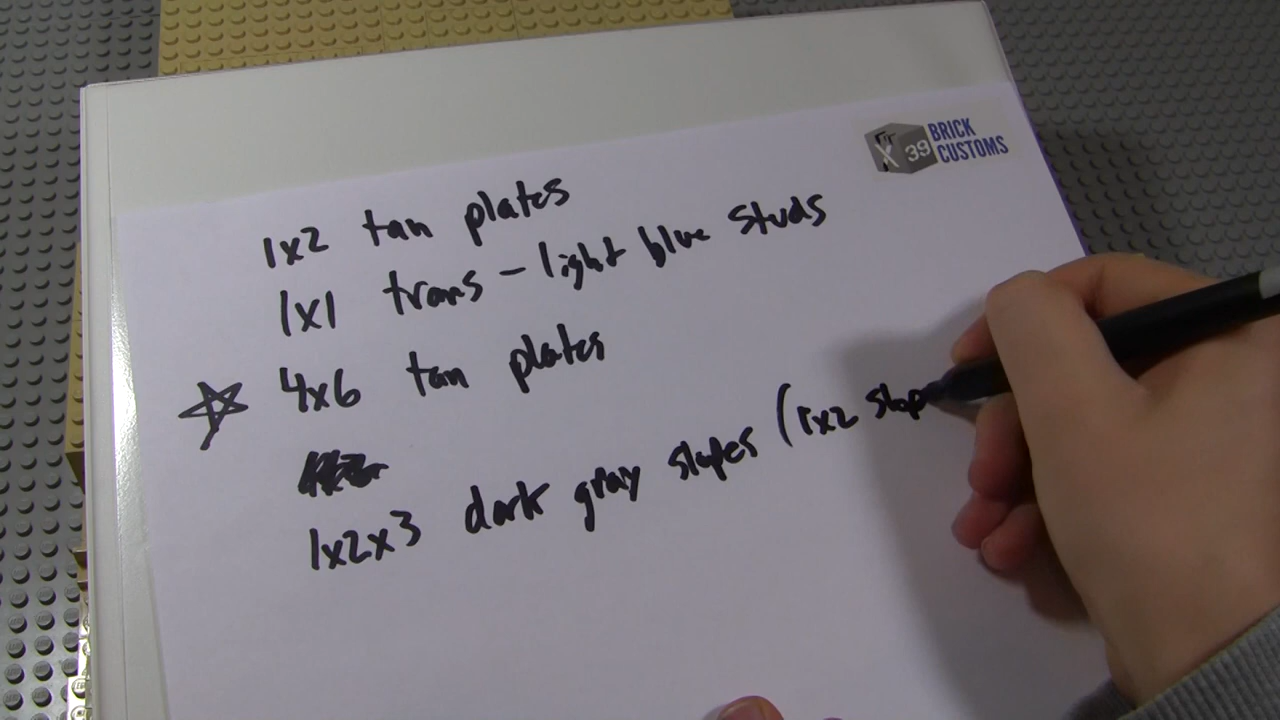 X 39 BRICK
CUSTOMS
1x2 tan plates
1x1 trans-light blue studs
4x6 tan plates
1x2x3 dark gray slopes (1x2 slop